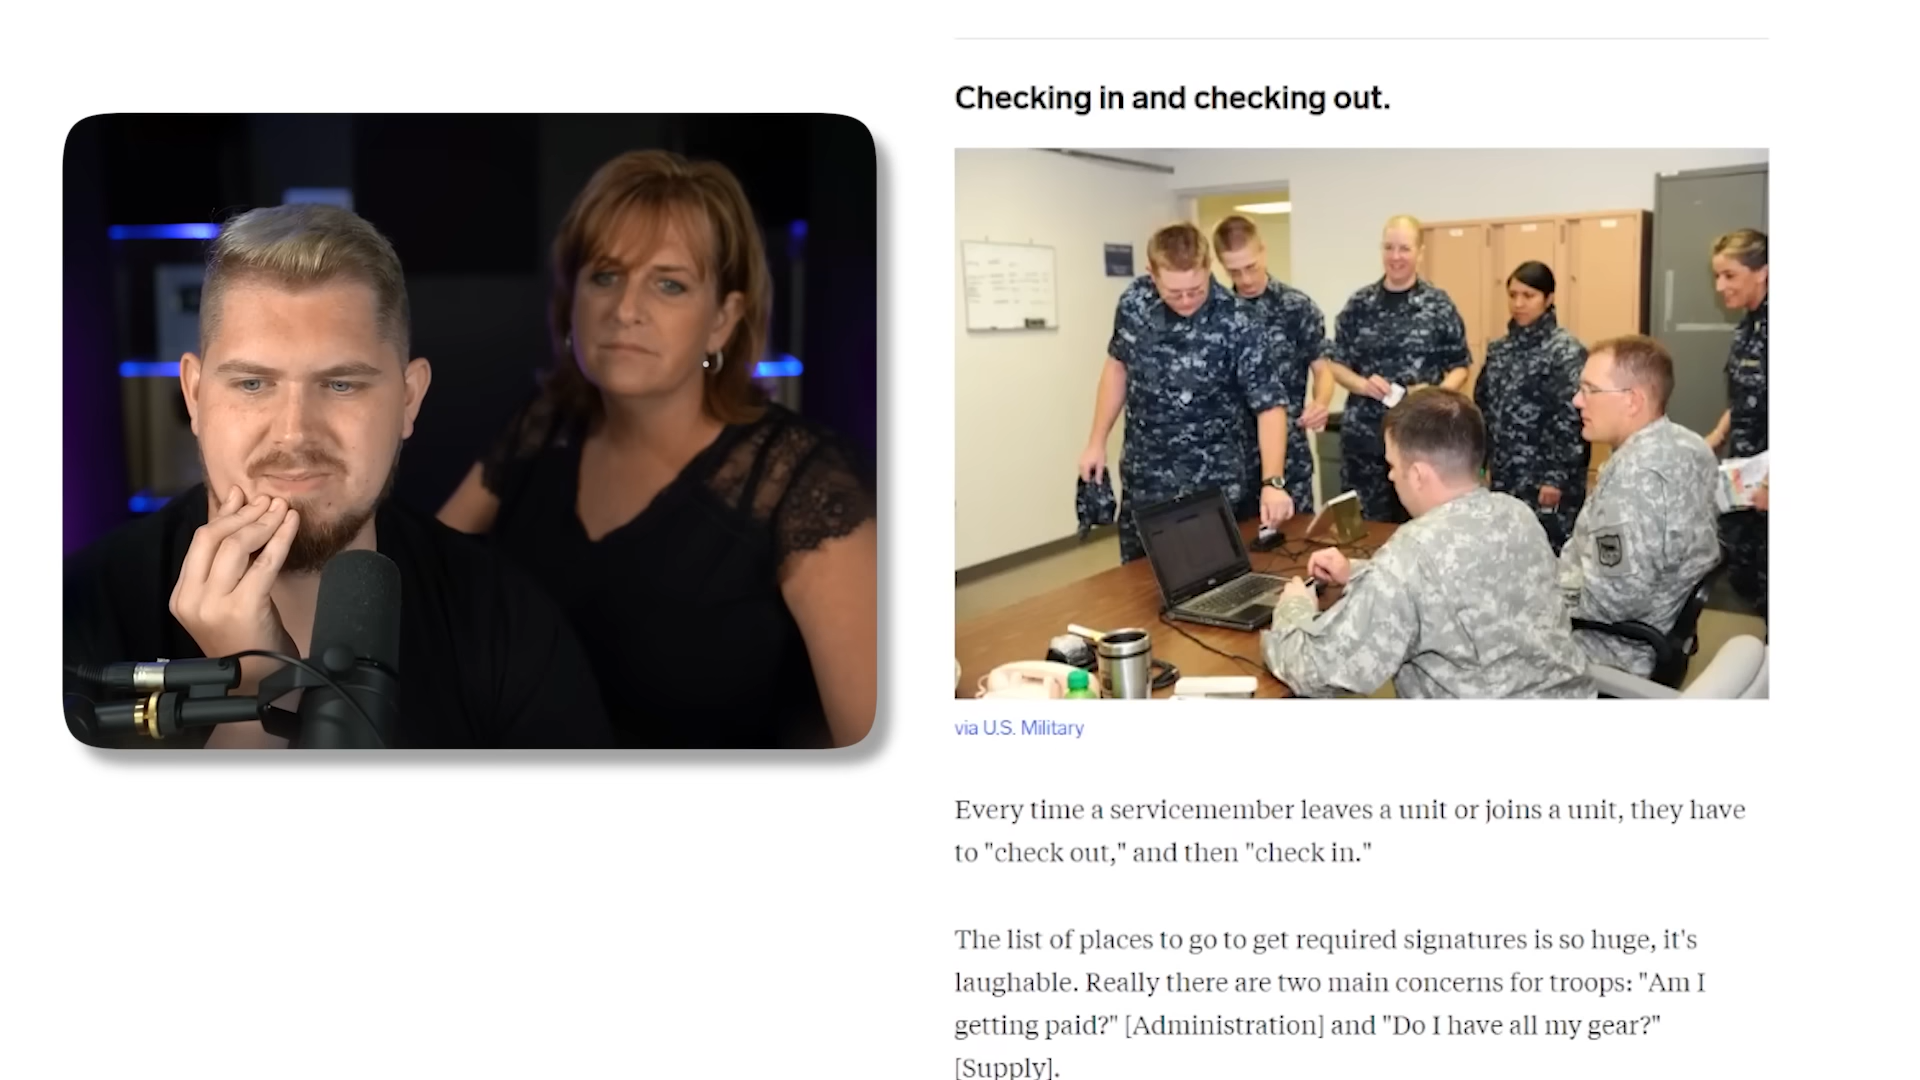 Checking in and checking out.
via U.S. Military
Every time a servicemember leaves a unit or joins a unit, they have
to "check out," and then "check in."
The list of places to go to get required signatures is so huge, it's
laughable. Really there are two main concerns for troops: "Am I
getting paid?" [Administration] and "Do I have all my gear?"
[Supply].